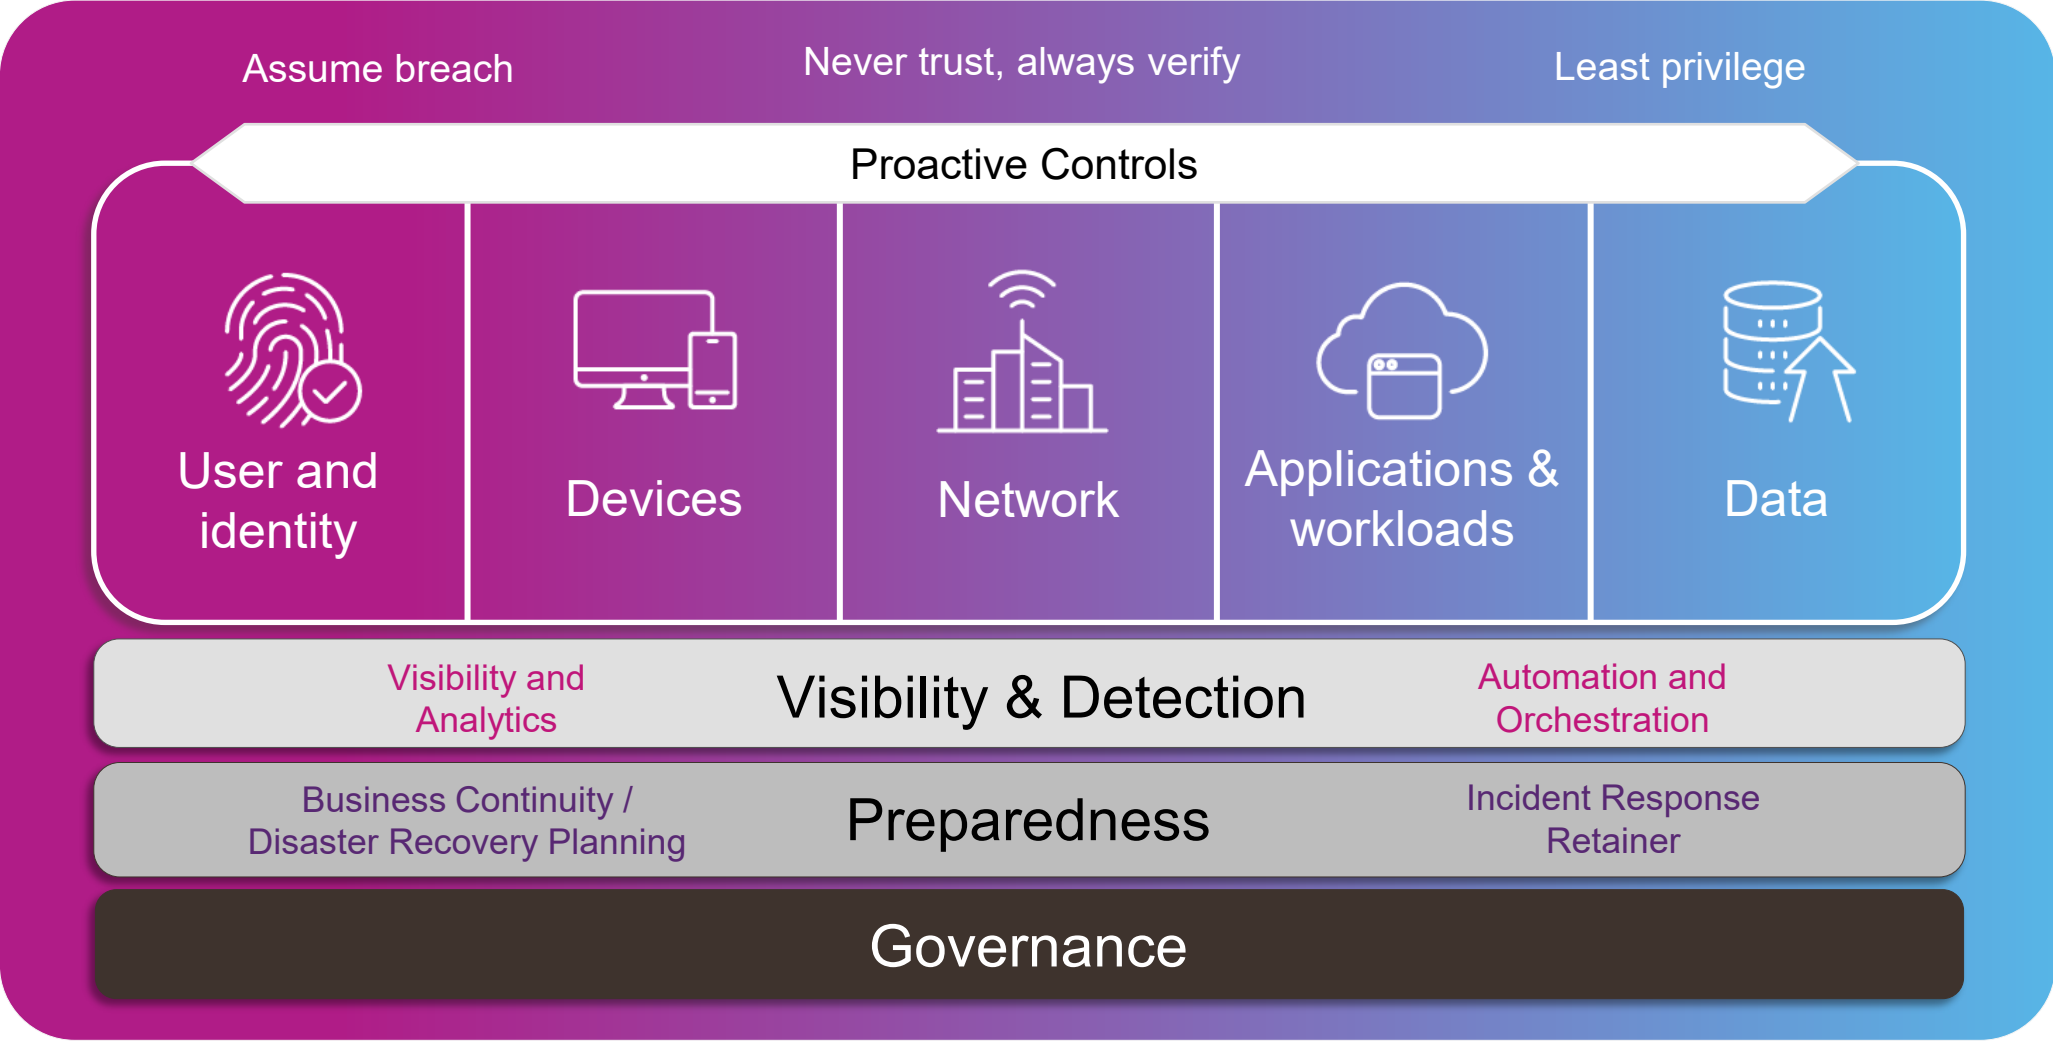 Assume breach
Never trust, always verify
Least privilege
Proactive Controls
User and
identity
Devices
Network
Applications &
workloads
Data
Visibility and
Analytics
Visibility & Detection
Automation and
Orchestration
Business Continuity /
Disaster Recovery Planning
Preparedness
Incident Response
Retainer
Governance